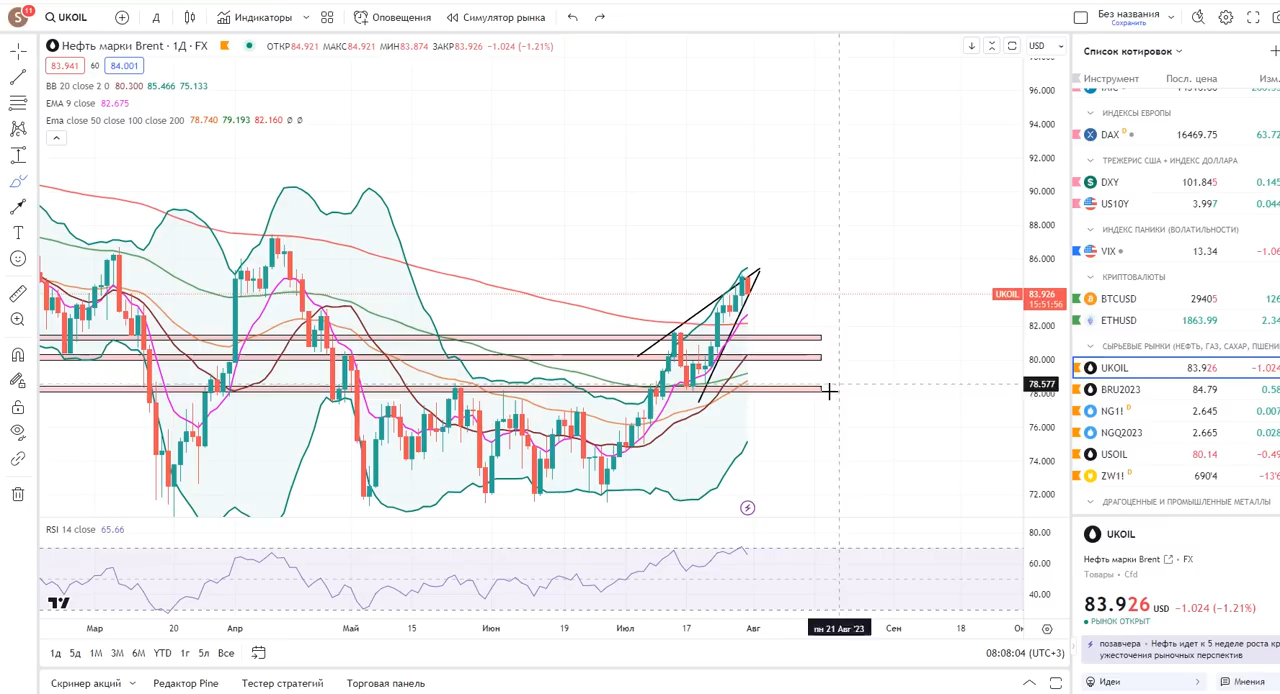 S 11 UKOIL Д Индикаторы Оповещения Симулятор рынка Без названия
Сохранить
Нефть марки Brent · 1Д · FX ОТКР84.921 МАКС84.921 МИН83.874 ЗАКР83.926 −1.024 (−1.21%)
USD
83.941 60 84.001
BB 20 close 2 0 80.300 85.466 75.133
EMA 9 close 82.675
Ema close 50 close 100 close 200 78.740 79.193 82.160 ∅ ∅
98.000
96.000
94.000
92.000
90.000
88.000
86.000
UKOIL 83.926
15:51:56
82.000
80.000
78.577
78.000
76.000
74.000
72.000
RSI 14 close 65.66
80.00
60.00
40.00
Мар 20 Апр Май 15 Июн 19 Июл 17 Авг пн 21 Авг '23 Сен 18
1д 5д 1М 3М 6М YTD 1г 5л Все
08:08:04 (UTC+3)
Скринер акций Редактор Pine Тестер стратегий Торговая панель
Список котировок
Инструмент Посл. цена Изм.
ИНДЕКСЫ ЕВРОПЫ
DAX D 16469.75 63.72
ТРЕЖЕРИС США + ИНДЕКС ДОЛЛАРА
DXY 101.845 0.145
US10Y 3.997 0.044
ИНДЕКС ПАНИКИ (ВОЛАТИЛЬНОСТИ)
VIX 13.34 −1.06
КРИПТОВАЛЮТЫ
BTCUSD 29405 126
ETHUSD 1863.99 2.34
СЫРЬЕВЫЕ РЫНКИ (НЕФТЬ, ГАЗ, САХАР, ПШЕНИ
UKOIL 83.926 −1.024
BRU2023 84.79 0.58
NG1! D 2.645 0.007
NGQ2023 2.665 0.028
USOIL 80.14 −0.49
ZW1! D 690'4 −13'6
ДРАГОЦЕННЫЕ И ПРОМЫШЛЕННЫЕ МЕТАЛЛЫ
UKOIL
Нефть марки Brent · FX
Товары · Cfd
83.926 USD −1.024 (−1.21%)
РЫНОК ОТКРЫТ
позавчера · Нефть идет к 5 неделе роста
ужесточения рыночных перспектив
Идеи Мнения